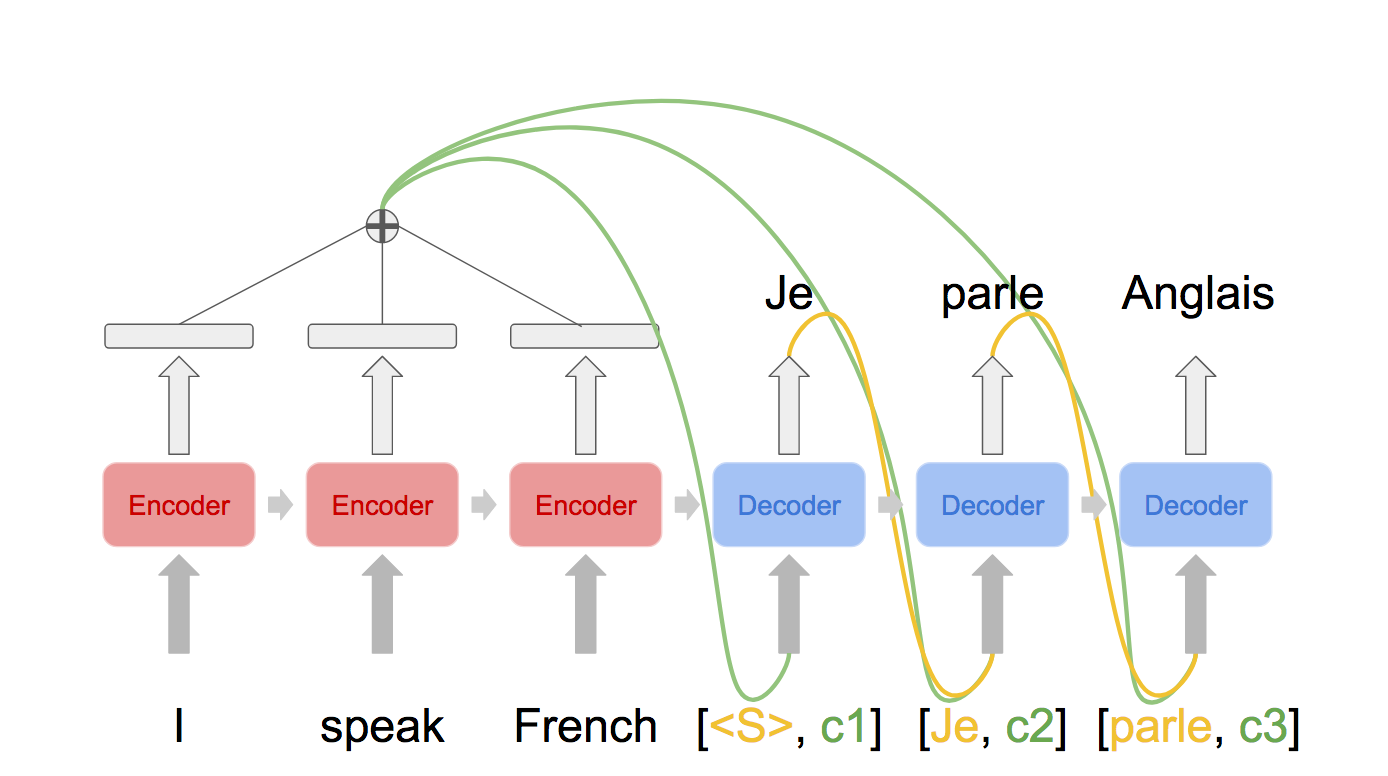 Je parle Anglais
Encoder Encoder Encoder Decoder Decoder Decoder
I speak French [<S>, c1] [Je, c2] [parle, c3]